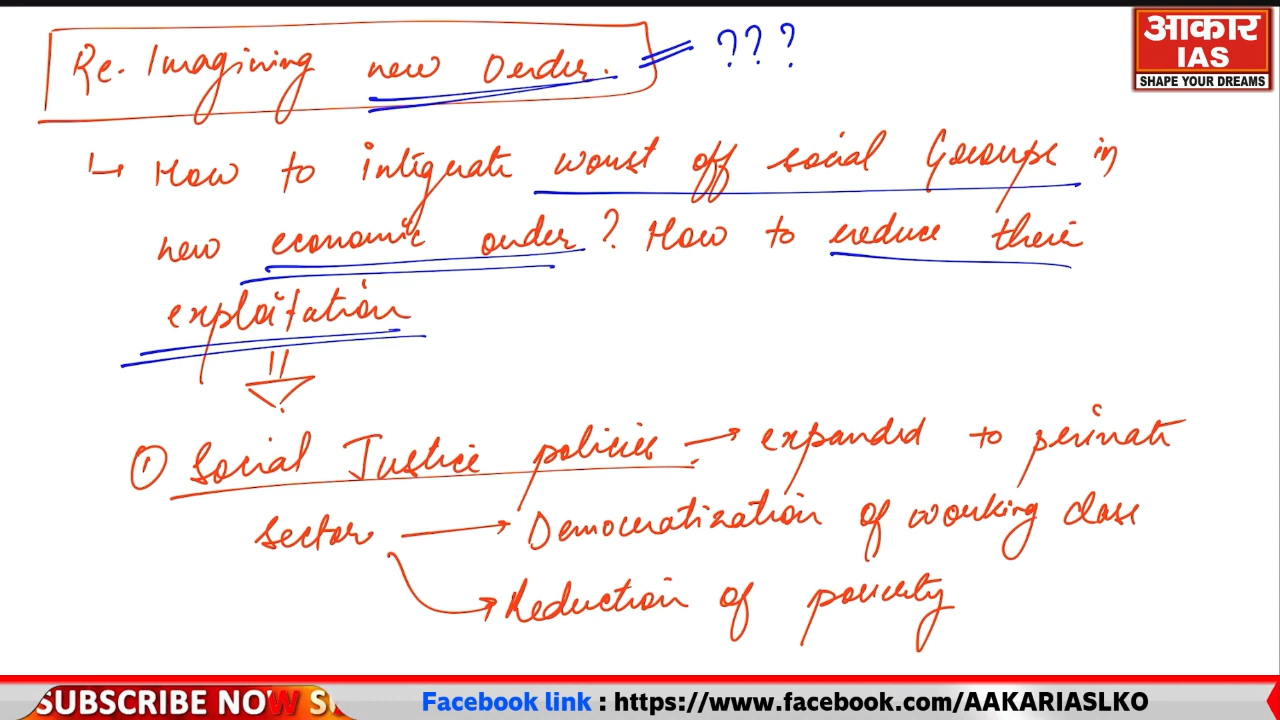 Re. Imagining new Order. ???
आकार
IAS
SHAPE YOUR DREAMS
↳ How to intigrate worst off social Groups in
new economic order? How to reduce their
exploitation
① Social Justice policies. → expanded to private
sector → Democratization of working class
→ Reduction of poverty
SUBSCRIBE NOW S
Facebook link : https://www.facebook.com/AAKARIASLKO